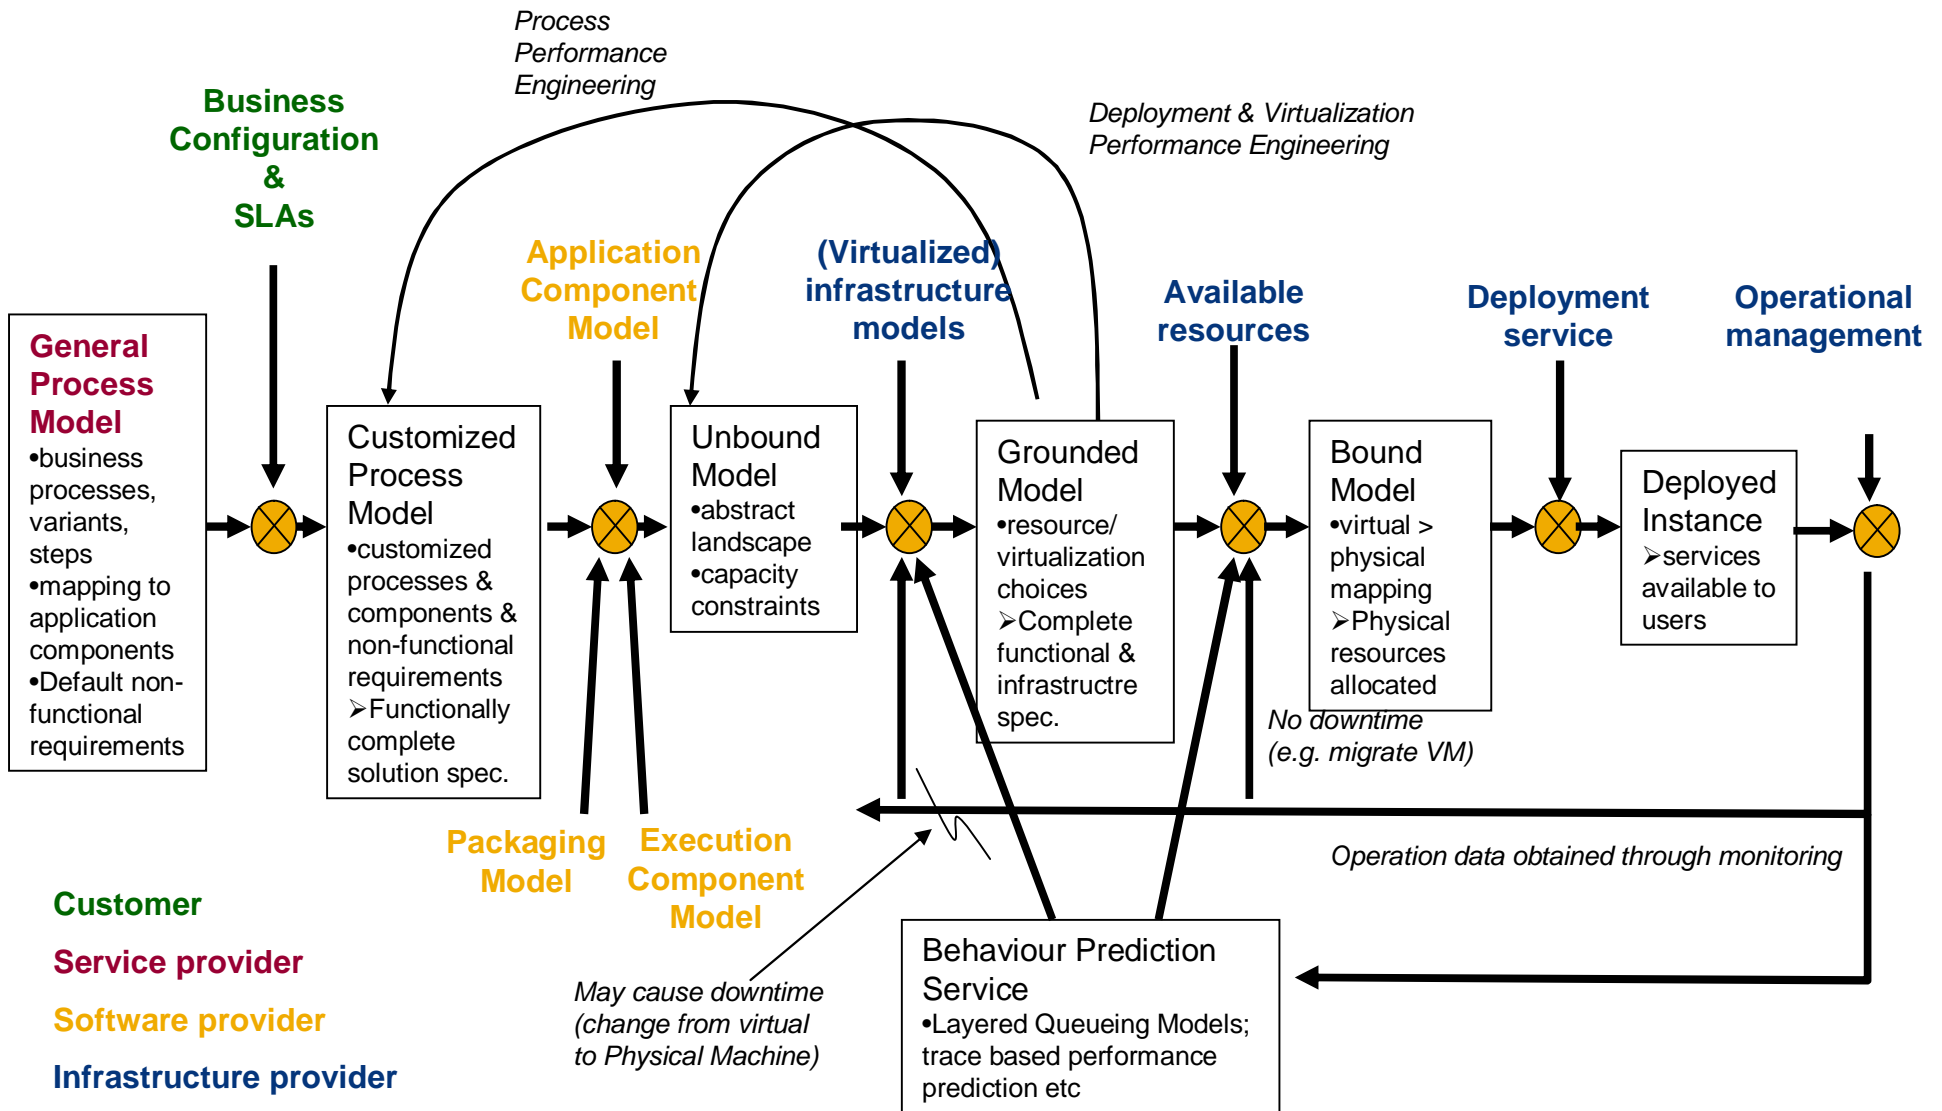 Process
Performance
Engineering
Business
Configuration
&
SLAs
Deployment & Virtualization
Performance Engineering
Application
Component
Model
(Virtualized)
infrastructure
models
Available
resources
Deployment
service
Operational
management
General
Process
Model
•business
processes,
variants,
steps
•mapping to
application
components
•Default non-
functional
requirements
Customized
Process
Model
•customized
processes &
components &
non-functional
requirements
➢Functionally
complete
solution spec.
Unbound
Model
•abstract
landscape
•capacity
constraints
Grounded
Model
•resource/
virtualization
choices
➢Complete
functional &
infrastructre
spec.
Bound
Model
•virtual >
physical
mapping
➢Physical
resources
allocated
Deployed
Instance
➢services
available to
users
No downtime
(e.g. migrate VM)
Packaging
Model
Execution
Component
Model
Operation data obtained through monitoring
Customer
Service provider
Software provider
Infrastructure provider
May cause downtime
(change from virtual
to Physical Machine)
Behaviour Prediction
Service
•Layered Queueing Models;
trace based performance
prediction etc